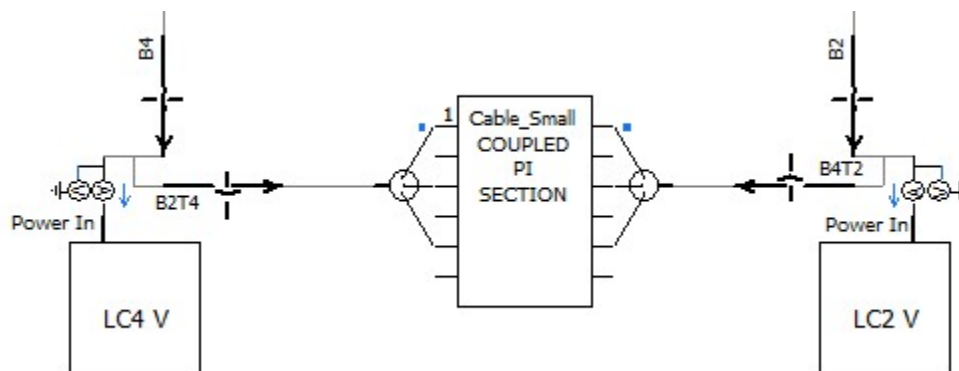 B4
B2
1
Cable_Small
COUPLED
PI
SECTION
B2T4
B4T2
Power In
Power In
LC4 V
LC2 V